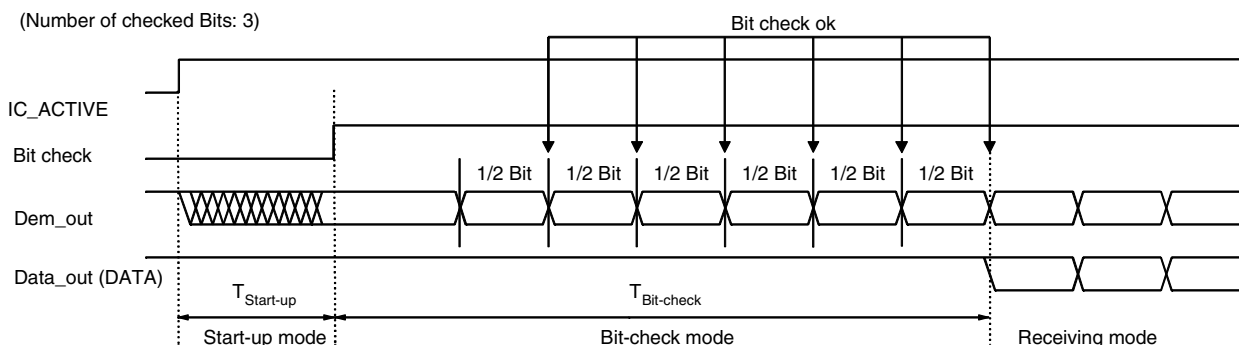 (Number of checked Bits: 3)
Bit check ok
IC_ACTIVE
Bit check
1/2 Bit 1/2 Bit 1/2 Bit 1/2 Bit 1/2 Bit 1/2 Bit
Dem_out
Data_out (DATA)
T Start-up T Bit-check
Start-up mode Bit-check mode Receiving mode